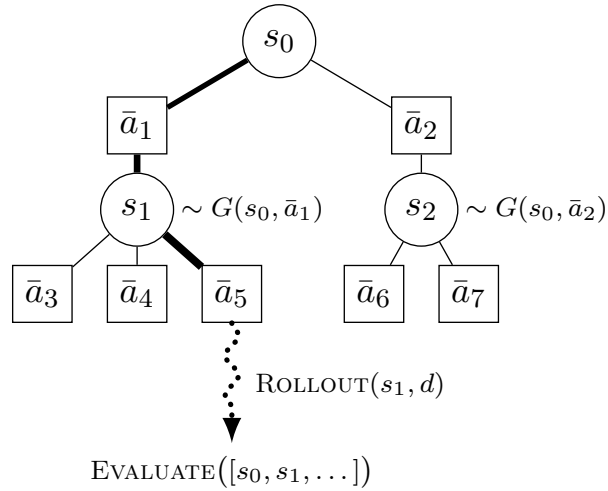 s₀
ā₁ ā₂
s₁ ∼ G(s₀, ā₁) s₂ ∼ G(s₀, ā₂)
ā₃ ā₄ ā₅ ā₆ ā₇
ROLLOUT(s₁, d)
EVALUATE([s₀, s₁, . . . ])